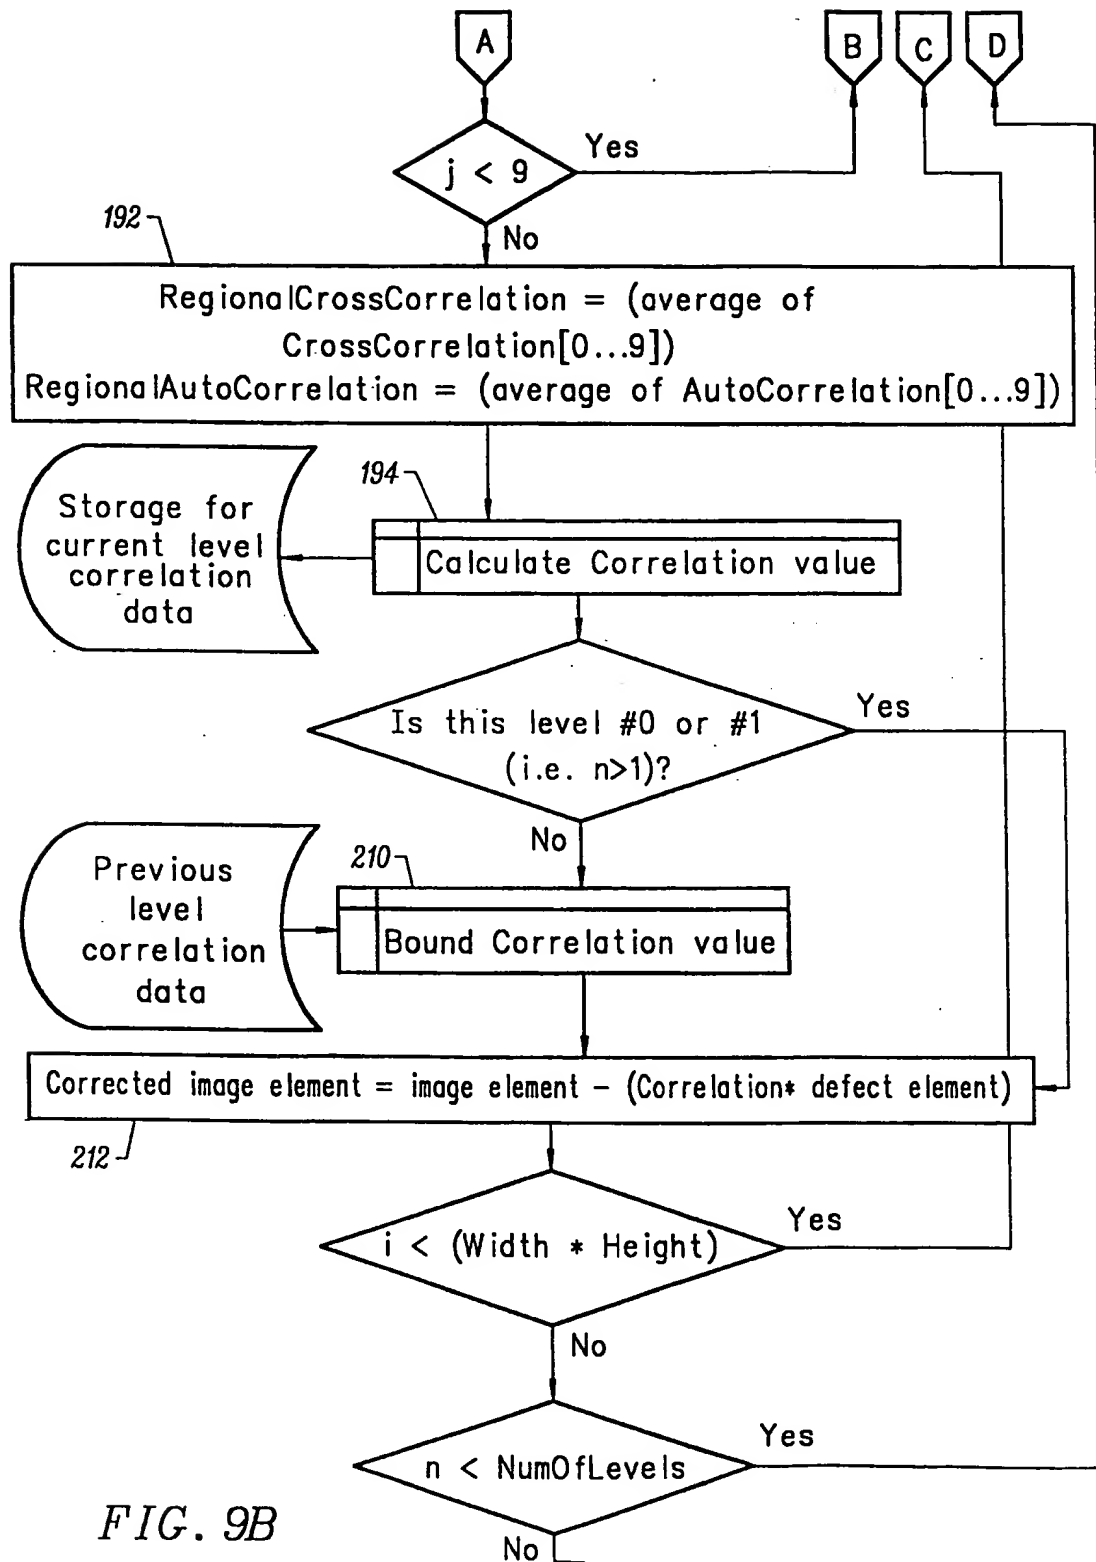 A
B
C
D
j < 9
Yes
No
192
RegionalCrossCorrelation = (average of
CrossCorrelation[0...9])
RegionalAutoCorrelation = (average of AutoCorrelation[0...9])
Storage for
current level
correlation
data
194
Calculate Correlation value
Is this level #0 or #1
(i.e. n>1)?
Yes
No
Previous
level
correlation
data
210
Bound Correlation value
Corrected image element = image element - (Correlation* defect element)
212
i < (Width * Height)
Yes
No
n < NumOfLevels
Yes
No
FIG. 9B